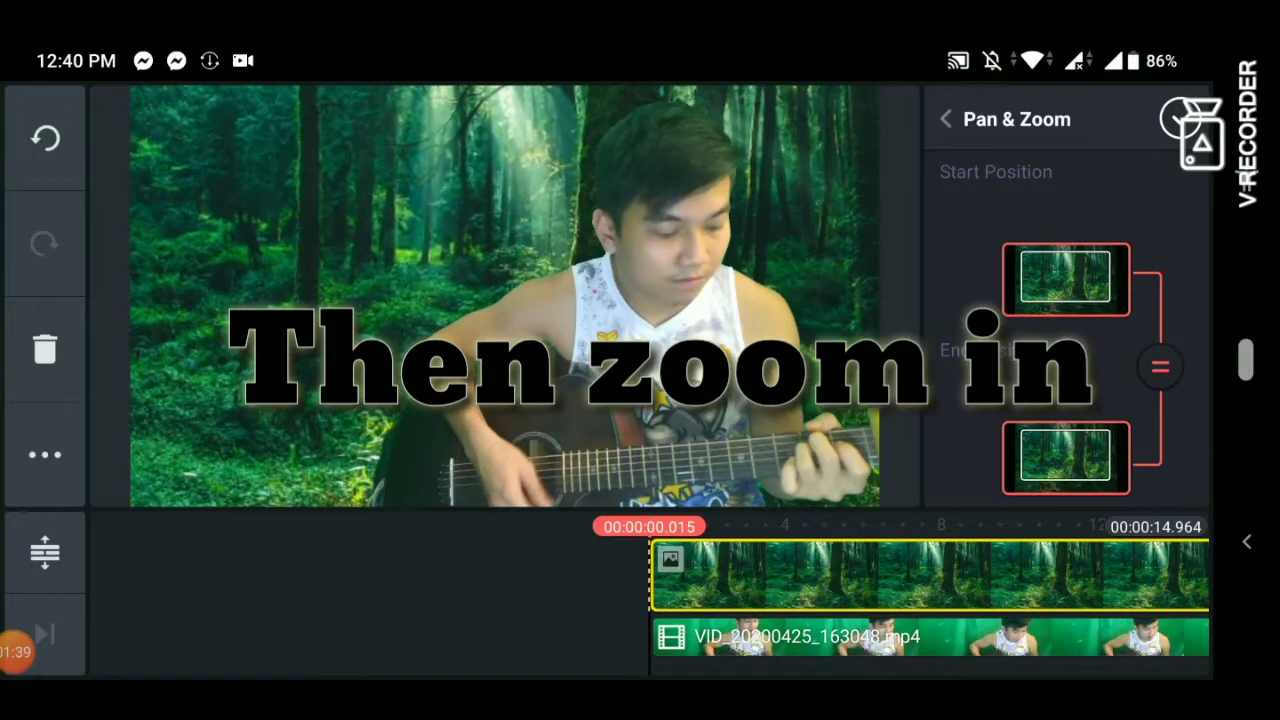 12:40 PM
86%
V-RECORDER
Pan & Zoom
Start Position
Then zoom in
00:00:00.015
4
8
12
00:00:14.964
VID_20200425_163048.mp4
01:39